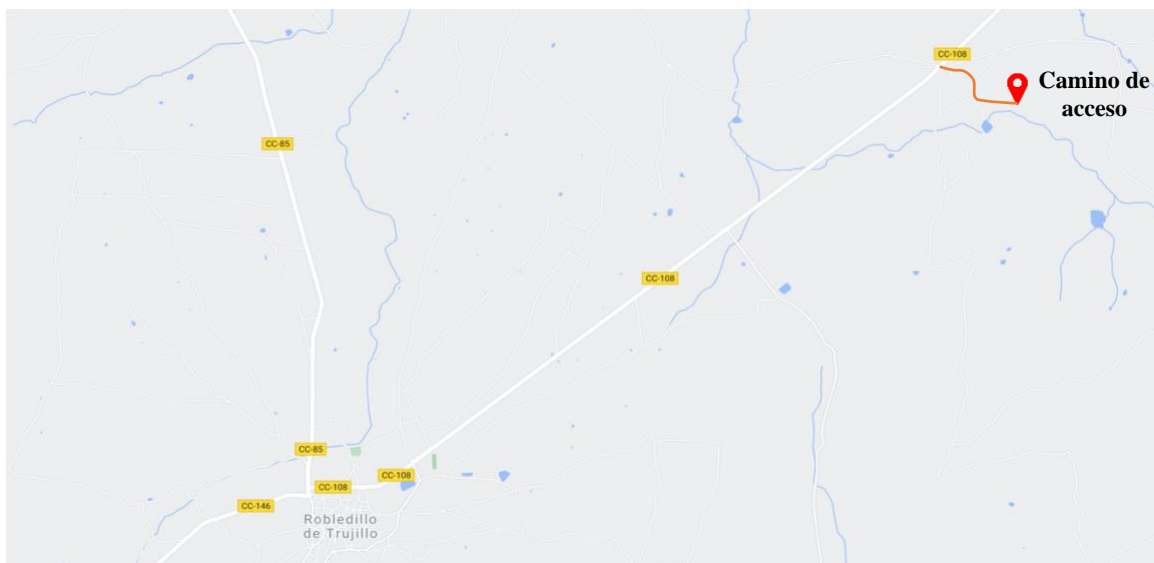 CC-108
Camino de
acceso
CC-85
CC-108
CC-85
CC-108
CC-108
CC-146
Robledillo
de Trujillo